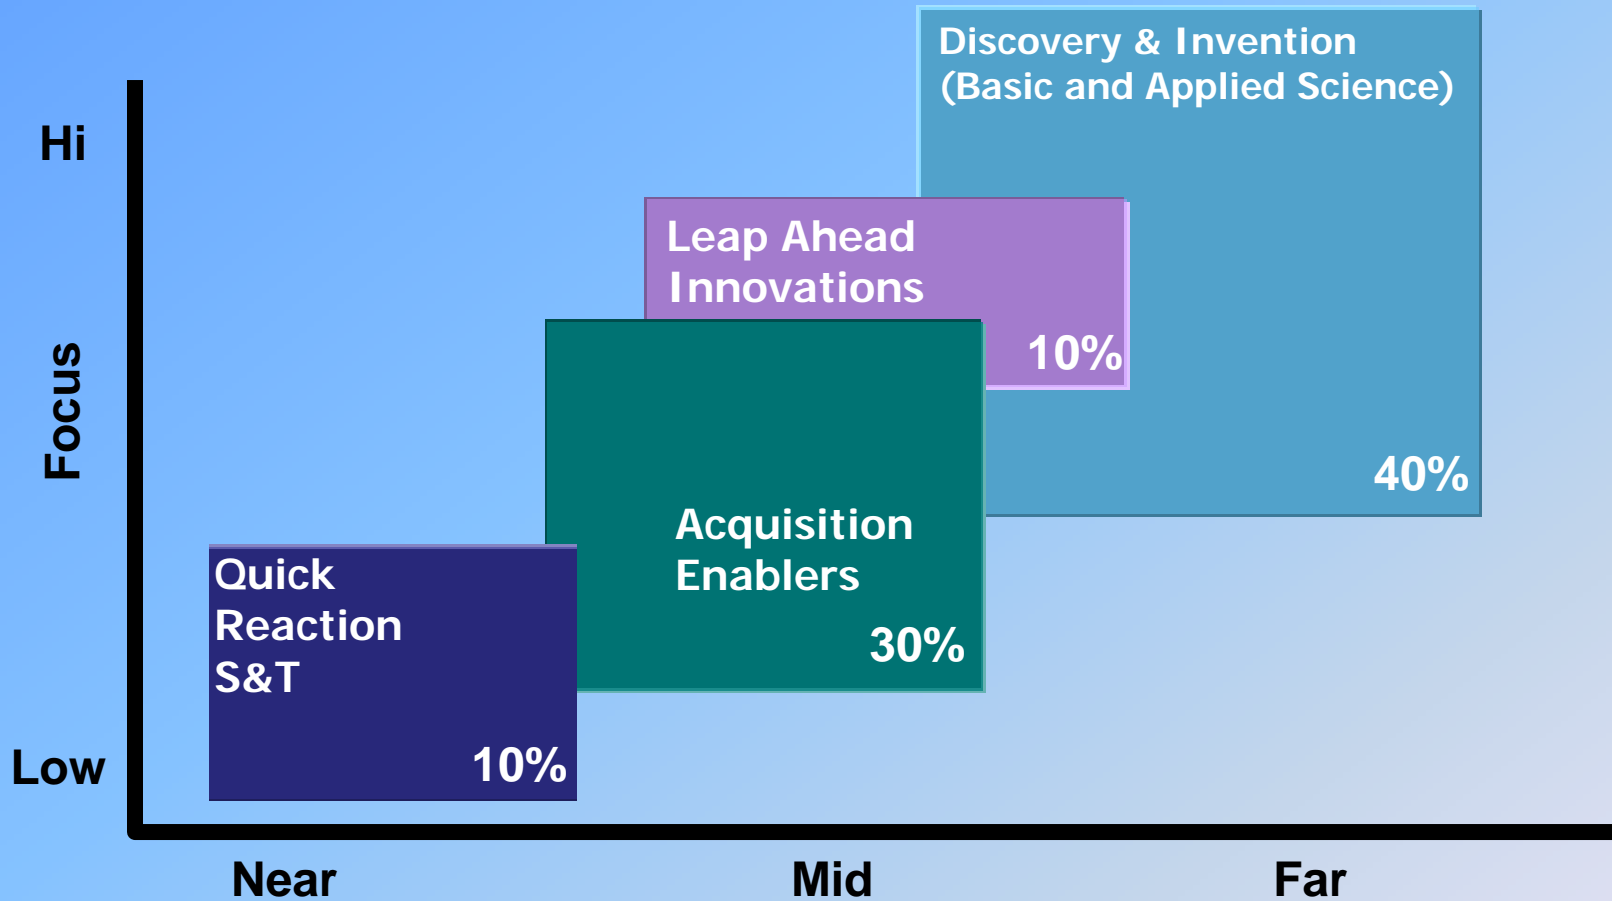 Discovery & Invention
(Basic and Applied Science)
Hi
Leap Ahead
Innovations
10%
Focus
40%
Acquisition
Enablers
30%
Quick
Reaction
S&T
10%
Low
Near
Mid
Far